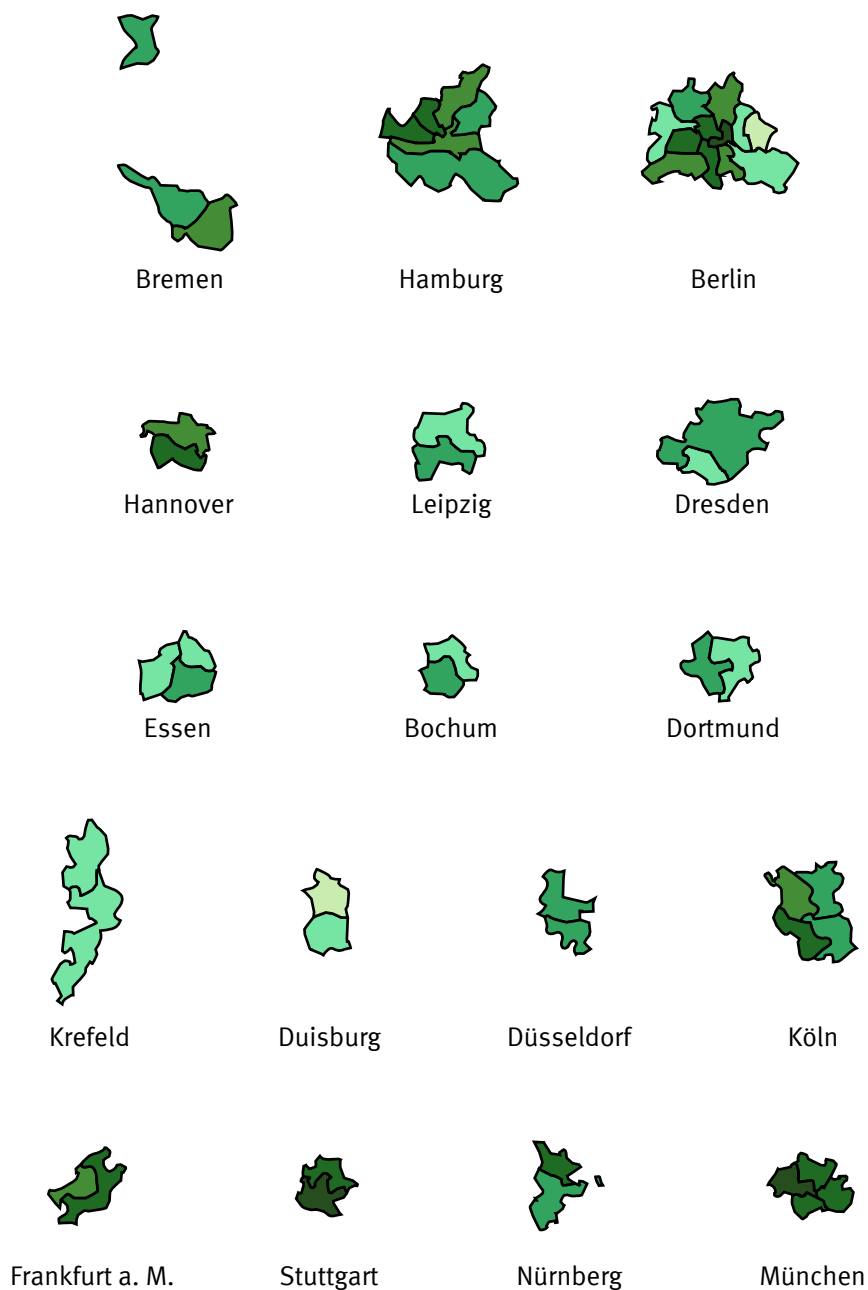 Bremen Hamburg Berlin
Hannover Leipzig Dresden
Essen Bochum Dortmund
Krefeld Duisburg Düsseldorf Köln
Frankfurt a. M. Stuttgart Nürnberg München